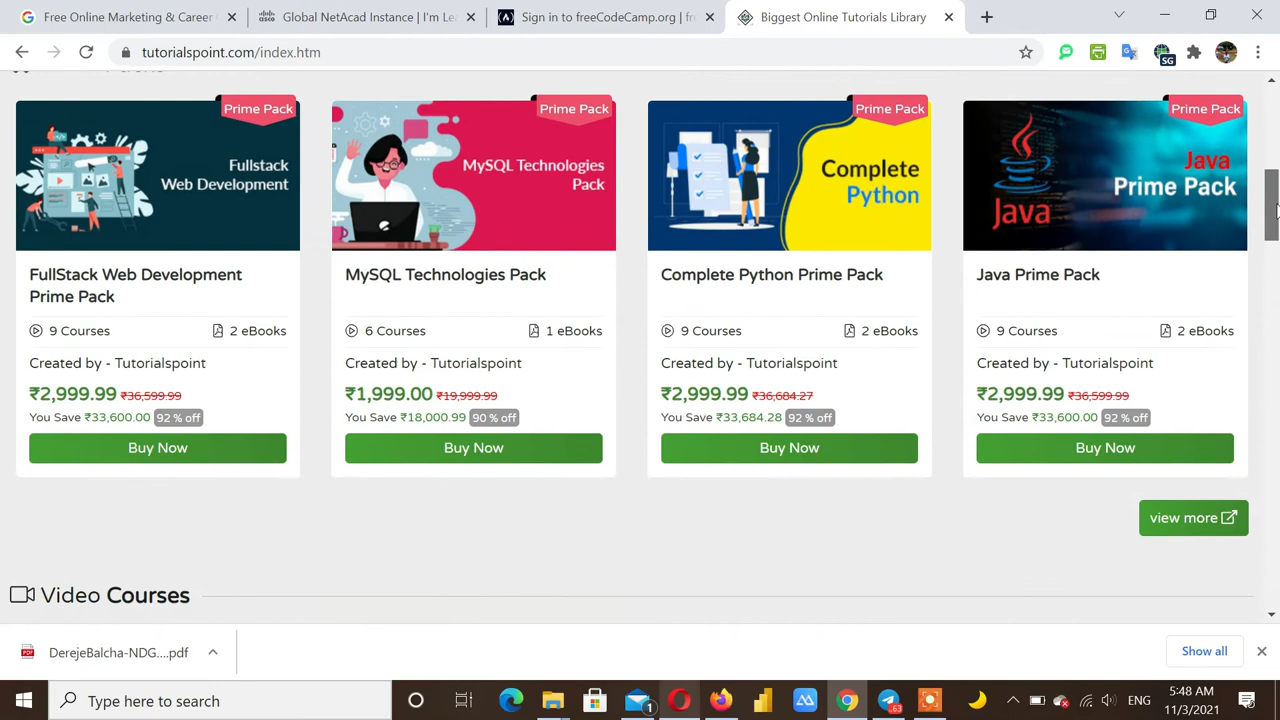 Free Online Marketing & Career
Global NetAcad Instance | I'm Le
Sign in to freeCodeCamp.org | fr
Biggest Online Tutorials Library
tutorialspoint.com/index.htm
SG
Prime Pack
Prime Pack
Prime Pack
Prime Pack
Fullstack
Web Development
MySQL Technologies
Pack
Complete
Python
Java
Prime Pack
Java
FullStack Web Development
Prime Pack
MySQL Technologies Pack
Complete Python Prime Pack
Java Prime Pack
9 Courses 2 eBooks
6 Courses 1 eBooks
9 Courses 2 eBooks
9 Courses 2 eBooks
Created by - Tutorialspoint
Created by - Tutorialspoint
Created by - Tutorialspoint
Created by - Tutorialspoint
₹2,999.99 ₹36,599.99
₹1,999.00 ₹19,999.99
₹2,999.99 ₹36,684.27
₹2,999.99 ₹36,599.99
You Save ₹33,600.00 92 % off
You Save ₹18,000.99 90 % off
You Save ₹33,684.28 92 % off
You Save ₹33,600.00 92 % off
Buy Now
Buy Now
Buy Now
Buy Now
view more
Video Courses
DerejeBalcha-NDG....pdf
Show all
Type here to search
1
63
ENG
5:48 AM
11/3/2021